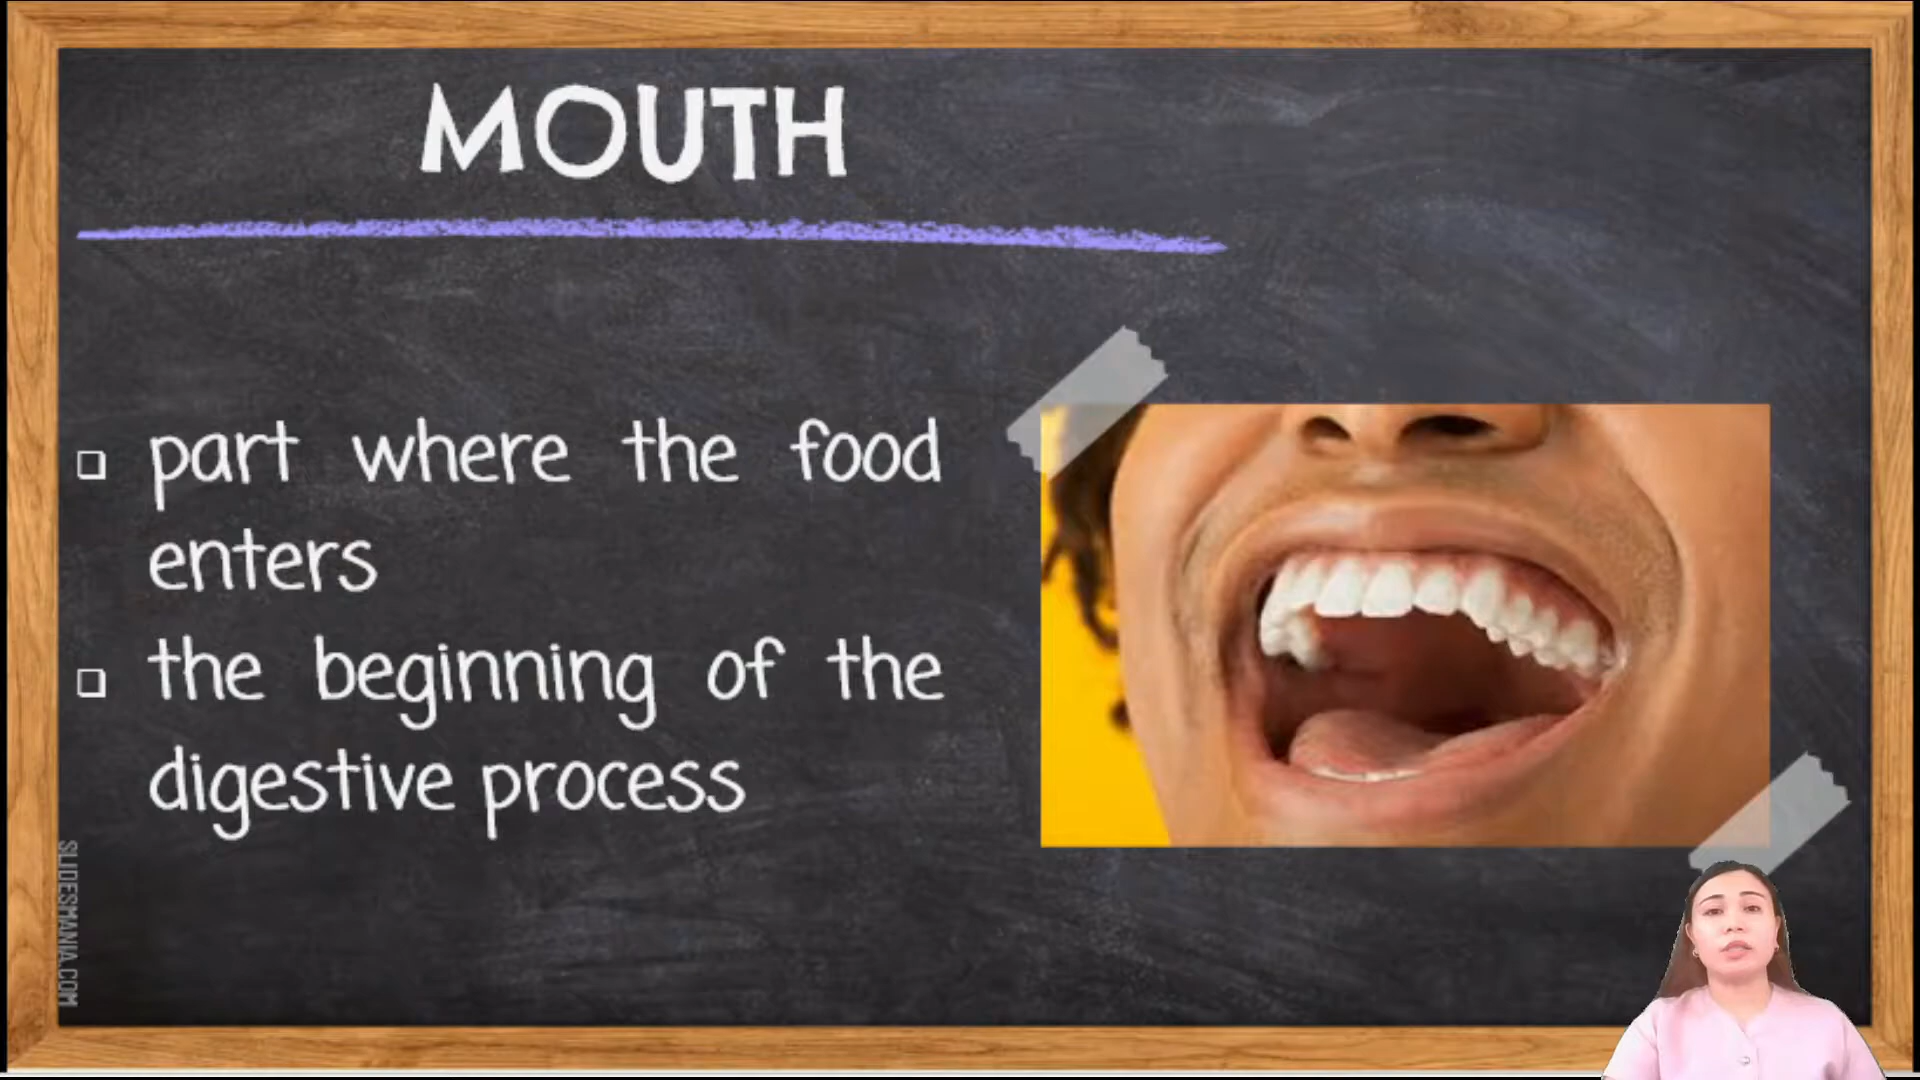 MOUTH
❑ part where the food
enters
❑ the beginning of the
digestive process
SLIDESMANIA.COM